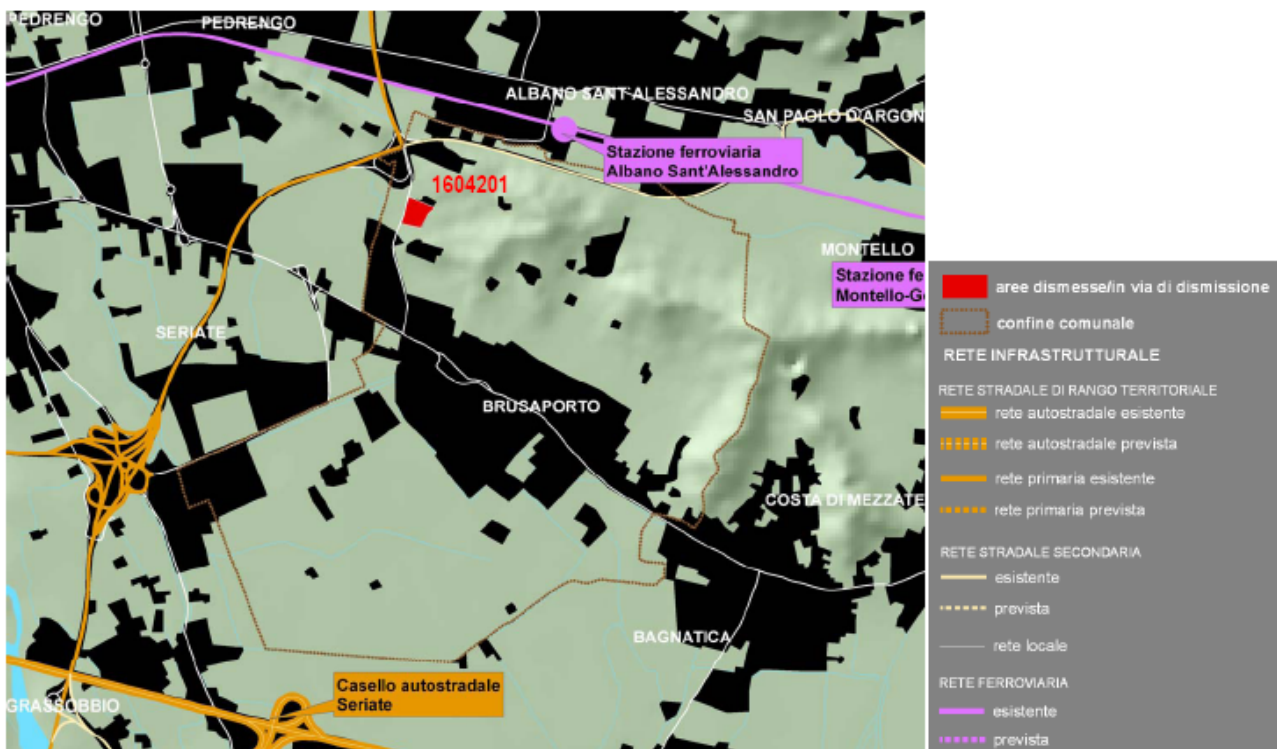 PEDRENGO
PEDRENGO
ALBANO SANT'ALESSANDRO
SAN PAOLO D'ARGON
Stazione ferroviaria
Albano Sant'Alessandro
1604201
MONTELLO
Stazione fe
Montello-G
SERIATE
BRUSAPORTO
COSTA DI MEZZATE
BAGNATICA
Casello autostradale
Seriate
GRASSOBBIO
aree dismesse/in via di dismissione
confine comunale
RETE INFRASTRUTTURALE
RETE STRADALE DI RANGO TERRITORIALE
rete autostradale esistente
rete autostradale prevista
rete primaria esistente
rete primaria prevista
RETE STRADALE SECONDARIA
esistente
prevista
rete locale
RETE FERROVIARIA
esistente
prevista